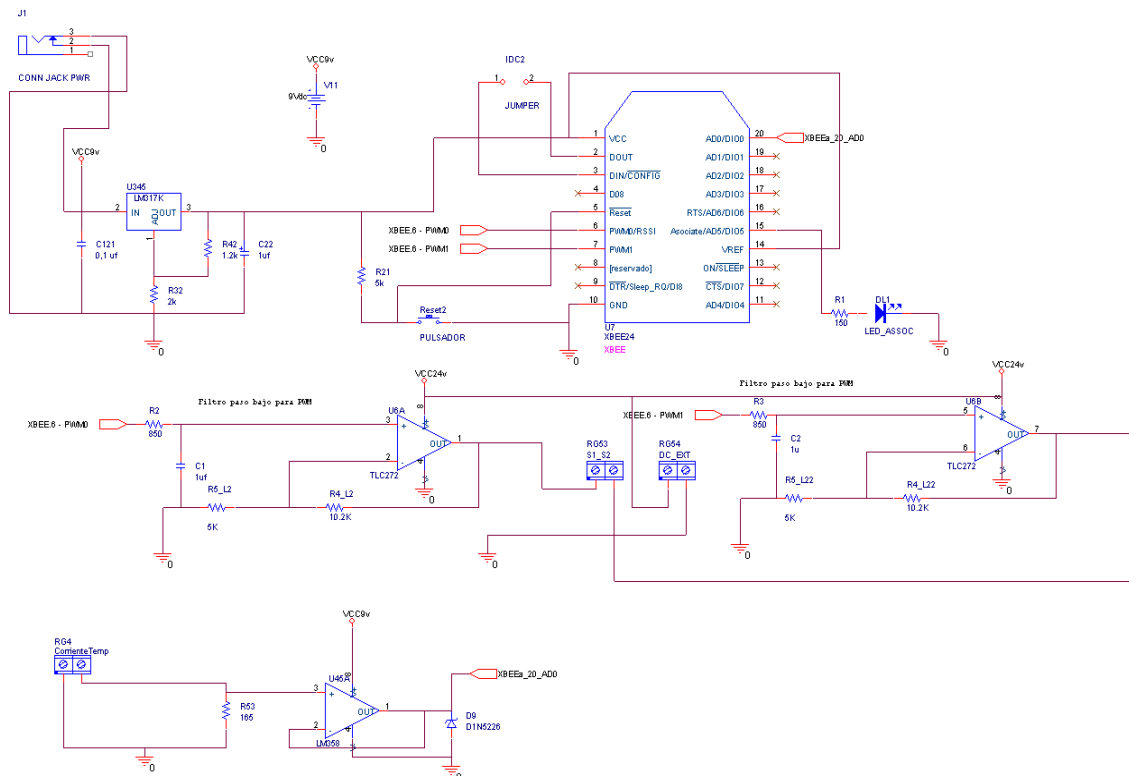 J1
3
2
1
CONN JACK PWR
VCC9v
V11
9Vdc
0
IDC2
1
2
JUMPER
VCC9v
U345
LM317K
2
IN
OUT
3
ADJ
1
C121
0,1 uf
R42
1.2k
C22
1uf
R32
2k
0
R21
5k
Reset2
PULSADOR
0
XBEE.6 - PWM0
XBEE.6 - PWM1
1
VCC
AD0/DIO0
20
XBEEa_20_AD0
2
DOUT
AD1/DIO1
19
3
DIN/CONFIG
AD2/DIO2
18
4
DO8
AD3/DIO3
17
5
Reset
RTS/AD6/DIO6
16
6
PWM0/RSSI
Asociate/AD5/DIO5
15
7
PWM1
VREF
14
8
[reservado]
ON/SLEEP
13
9
DTR/Sleep_RQ/DI8
CTS/DIO7
12
10
GND
AD4/DIO4
11
U7
XBEE24
XBEE
R1
150
DL1
LED_ASSOC
0
Filtro paso bajo para PWM
VCC24v
XBEE.6 - PWM0
R2
850
C1
1uf
U6A
8
3
+
2
-
OUT
1
4
TLC272
0
R5_L2
5K
R4_L2
10.2K
0
RG53
S1_S2
RG54
DC_EXT
0
Filtro paso bajo para PWM
VCC24v
XBEE.6 - PWM1
R3
850
C2
1u
U6B
8
5
+
6
-
OUT
7
4
TLC272
0
R5_L22
5K
R4_L22
10.2K
0
RG4
CorrienteTemp
R53
165
0
VCC9v
U45A
8
3
+
2
-
OUT
1
4
LM358
XBEEa_20_AD0
D9
D1N5226
0